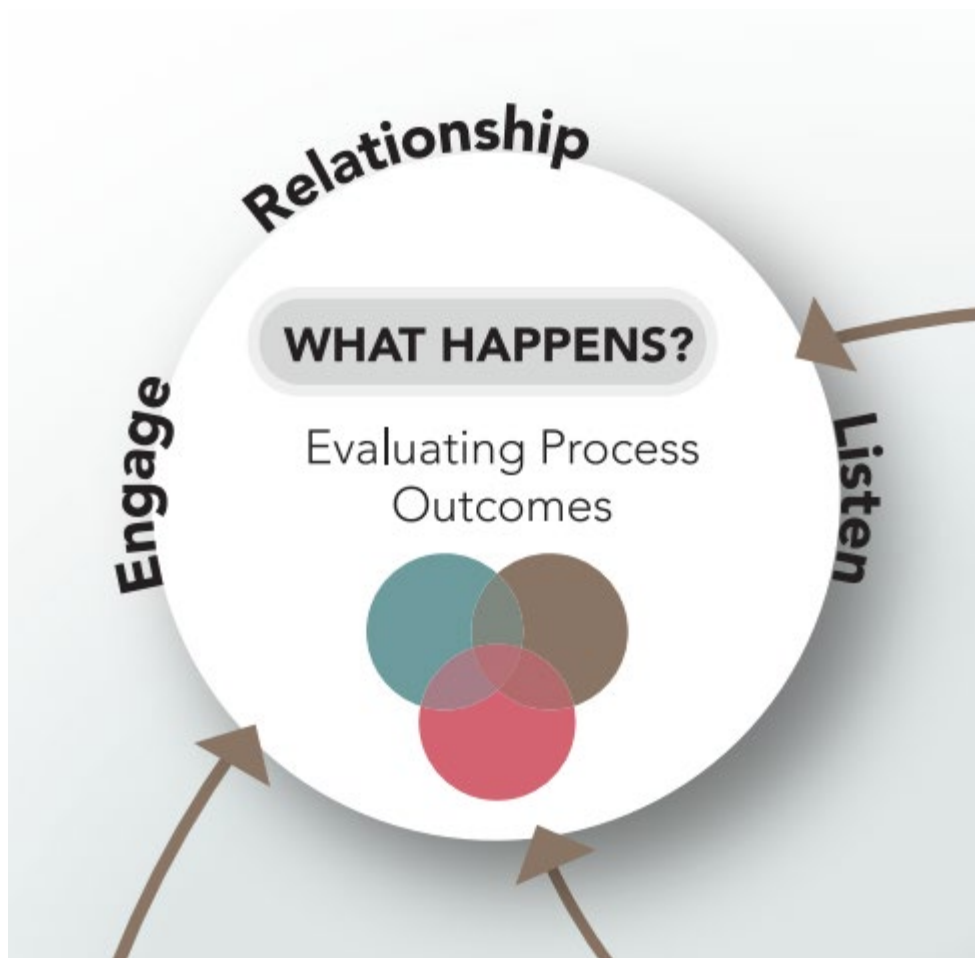 Relationship
WHAT HAPPENS?
Engage
Listen
Evaluating Process
Outcomes